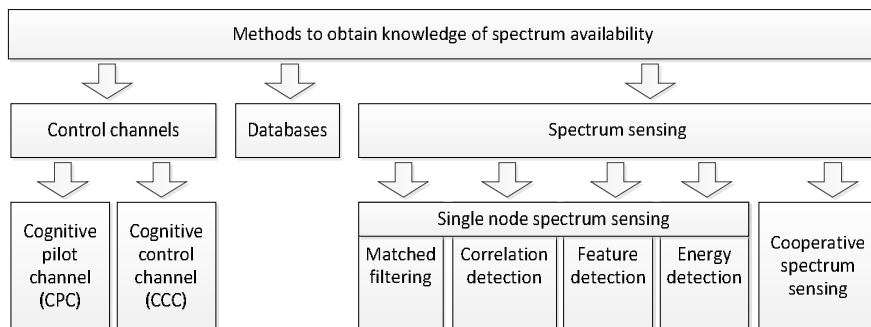 Methods to obtain knowledge of spectrum availability
Control channels
Databases
Spectrum sensing
Cognitive
pilot
channel
(CPC)
Cognitive
control
channel
(CCC)
Single node spectrum sensing
Matched
filtering
Correlation
detection
Feature
detection
Energy
detection
Cooperative
spectrum
sensing